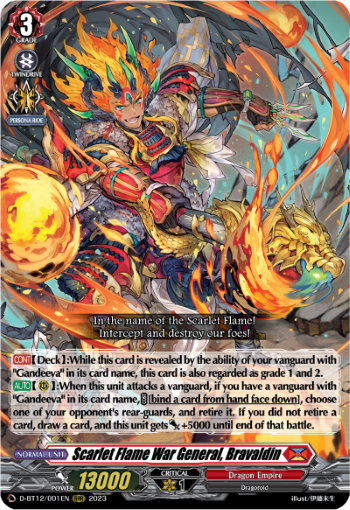 3
GRADE
TWINDRIVE
PERSONA RIDE
In the name of the Scarlet Flame!
Intercept and destroy our foes!
CONT【Deck】:While this card is revealed by the ability of your vanguard with
"Gandeeva" in its card name, this card is also regarded as grade 1 and 2.
AUTO【 】:When this unit attacks a vanguard, if you have a vanguard with
"Gandeeva" in its card name, [bind a card from hand face down], choose
one of your opponent's rear-guards, and retire it. If you did not retire a
card, draw a card, and this unit gets +5000 until end of that battle.
NORMAL UNIT Scarlet Flame War General, Bravaldin
POWER 13000 CRITICAL 1 Dragon Empire
Dragoroid
D-BT12/001EN RRR 2023 illust/伊藤未生